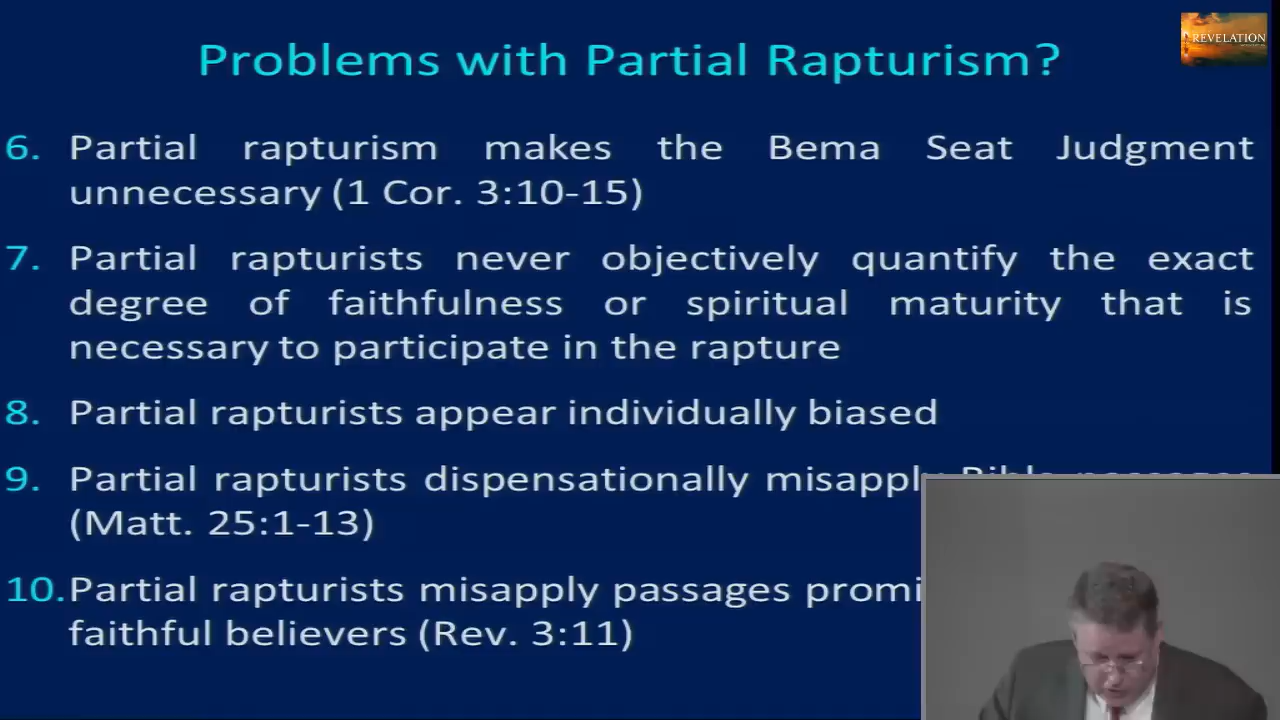 Problems with Partial Rapturism?
REVELATION
6. Partial rapturism makes the Bema Seat Judgment
unnecessary (1 Cor. 3:10-15)
7. Partial rapturists never objectively quantify the exact
degree of faithfulness or spiritual maturity that is
necessary to participate in the rapture
8. Partial rapturists appear individually biased
9. Partial rapturists dispensationally misapply Bible passages
(Matt. 25:1-13)
10. Partial rapturists misapply passages promi
faithful believers (Rev. 3:11)